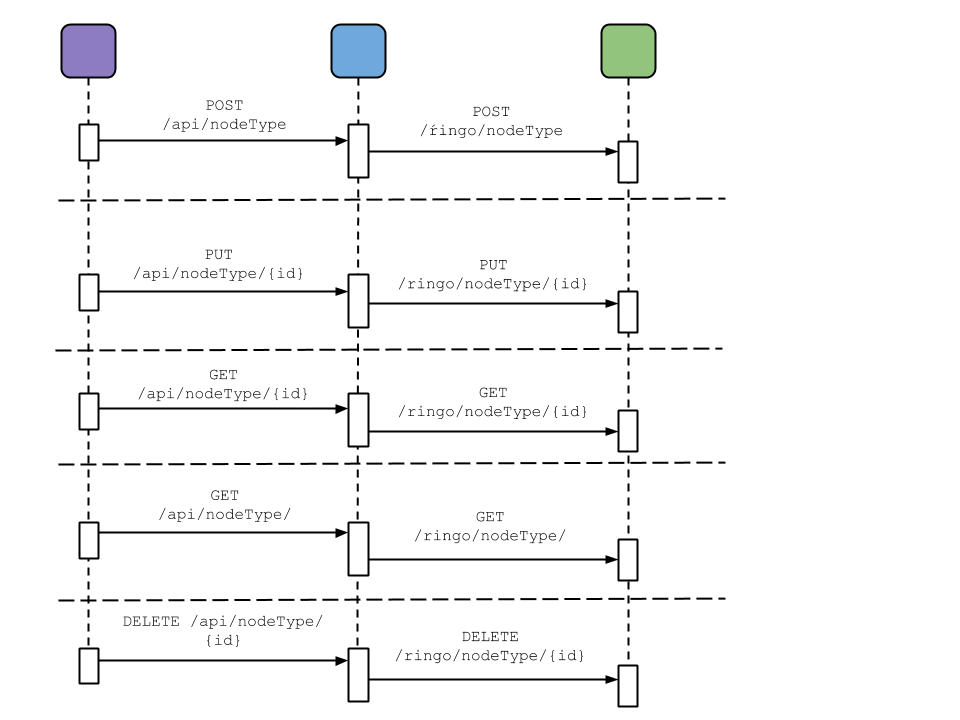 POST
/api/nodeType
POST
/ŕingo/nodeType
PUT
/api/nodeType/{id}
PUT
/ringo/nodeType/{id}
GET
/api/nodeType/{id}
GET
/ringo/nodeType/{id}
GET
/api/nodeType/
GET
/ringo/nodeType/
DELETE /api/nodeType/
{id}
DELETE
/ringo/nodeType/{id}